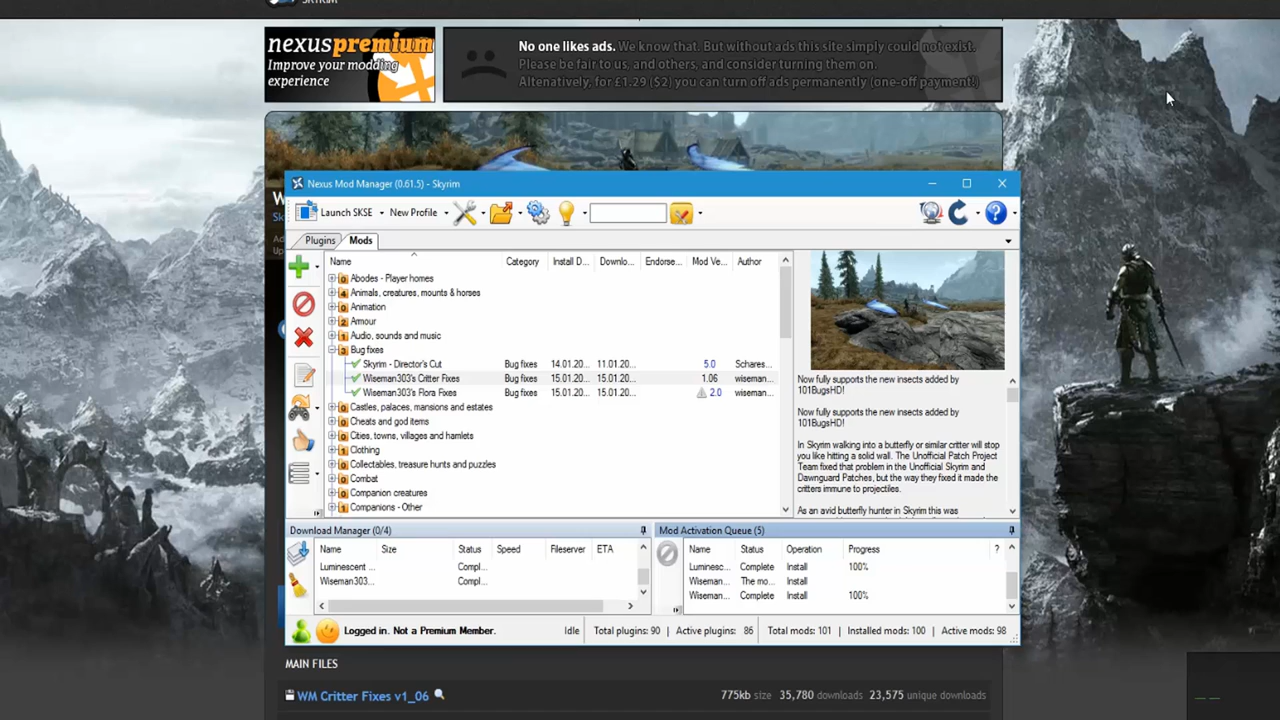 SKYRIM
nexuspremium
Improve your modding
experience
No one likes ads. We know that. But without ads this site simply could not exist.
Please be fair to us, and others, and consider turning them on.
Altenatively, for £1.29 ($2) you can turn off ads permanently (one-off payment!)
Nexus Mod Manager (0.61.5) - Skyrim
Launch SKSE
New Profile
Plugins
Mods
Name Category Install D... Downlo... Endorse... Mod Ve... Author
0 Abodes - Player homes
4 Animals, creatures, mounts & horses
0 Animation
2 Amour
1 Audio, sounds and music
3 Bug fixes
Skyrim - Director's Cut Bug fixes 14.01.20... 11.01.20... 5.0 Schares...
Wiseman303's Critter Fixes Bug fixes 15.01.20... 15.01.20... 1.06 wiseman...
Wiseman303's Flora Fixes Bug fixes 15.01.20... 15.01.20... 2.0 wiseman...
0 Castles, palaces, mansions and estates
0 Cheats and god items
Cities, towns, villages and hamlets
Clothing
0 Collectables, treasure hunts and puzzles
Combat
Companion creatures
1 Companions - Other
Now fully supports the new insects added by
101BugsHD!
Now fully supports the new insects added by
101BugsHD!
In Skyrim walking into a butterfly or similar critter will stop
you like hitting a solid wall. The Unofficial Patch Project
Team fixed that problem in the Unofficial Skyrim and
Dawnguard Patches, but the way they fixed it made the
critters immune to projectiles.
As an avid butterfly hunter in Skyrim this was
Download Manager (0/4)
Name Size Status Speed Fileserver ETA
Luminescent ... Compl...
Wiseman303... Compl...
Mod Activation Queue (5)
Name Status Operation Progress ?
Luminesc... Complete Install 100%
Wiseman... The mo... Install
Wiseman... Complete Install 100%
Logged in. Not a Premium Member.
Idle
Total plugins: 90 | Active plugins: 86
Total mods: 101 | Installed mods: 100 | Active mods: 98
MAIN FILES
WM Critter Fixes v1_06
775kb size 35,780 downloads 23,575 unique downloads